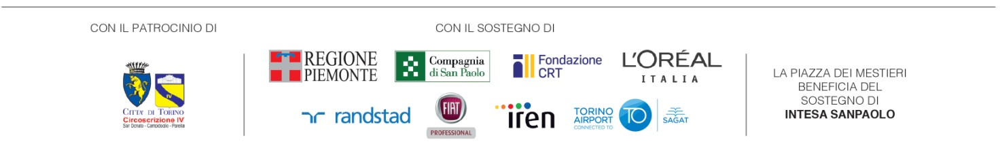 CON IL PATROCINIO DI
CITTA' DI TORINO
Circoscrizione IV
San Donato - Campidoglio - Parella
IV
CON IL SOSTEGNO DI
REGIONE
PIEMONTE
Compagnia
di San Paolo
Fondazione
CRT
L'ORÉAL
ITALIA
randstad
FIAT
PROFESSIONAL
iren
TORINO
AIRPORT
CONNECTED TO
TO
SAGAT
LA PIAZZA DEI MESTIERI
BENEFICIA DEL
SOSTEGNO DI
INTESA SANPAOLO